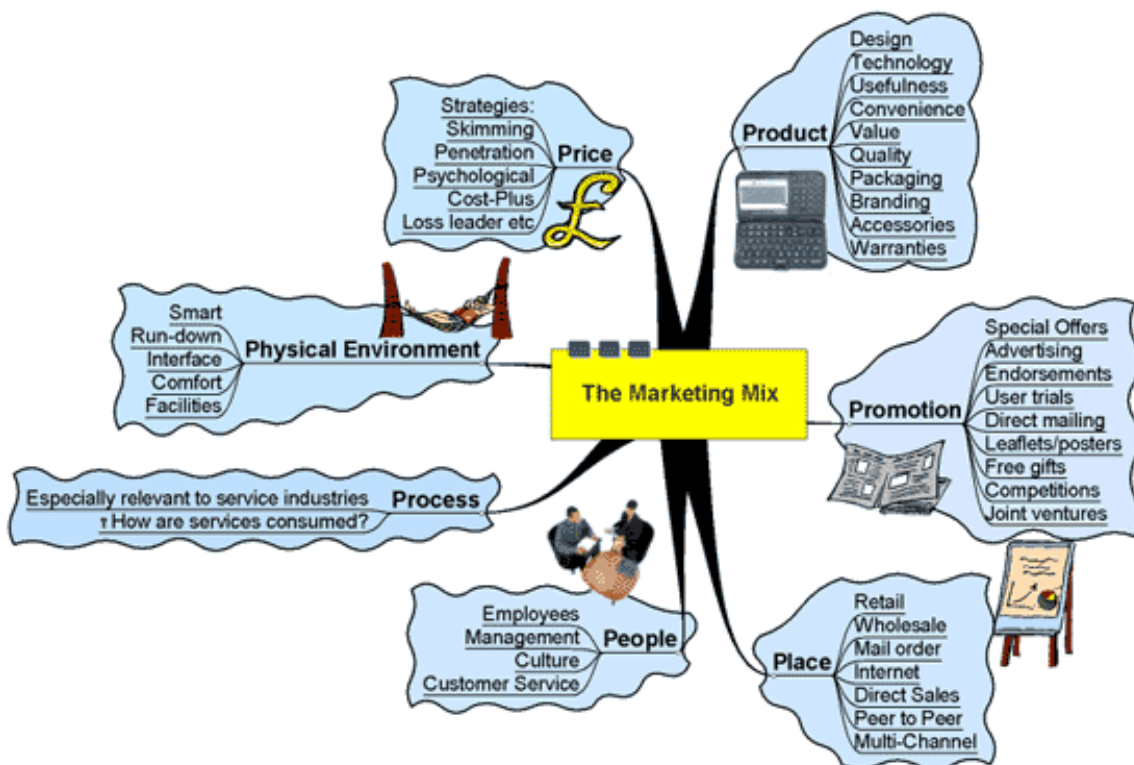 The Marketing Mix
Product
Design
Technology
Usefulness
Convenience
Value
Quality
Packaging
Branding
Accessories
Warranties
Promotion
Special Offers
Advertising
Endorsements
User trials
Direct mailing
Leaflets/posters
Free gifts
Competitions
Joint ventures
Place
Retail
Wholesale
Mail order
Internet
Direct Sales
Peer to Peer
Multi-Channel
People
Employees
Management
Culture
Customer Service
Process
Especially relevant to service industries
How are services consumed?
Physical Environment
Smart
Run-down
Interface
Comfort
Facilities
Price
Strategies:
Skimming
Penetration
Psychological
Cost-Plus
Loss leader etc
£